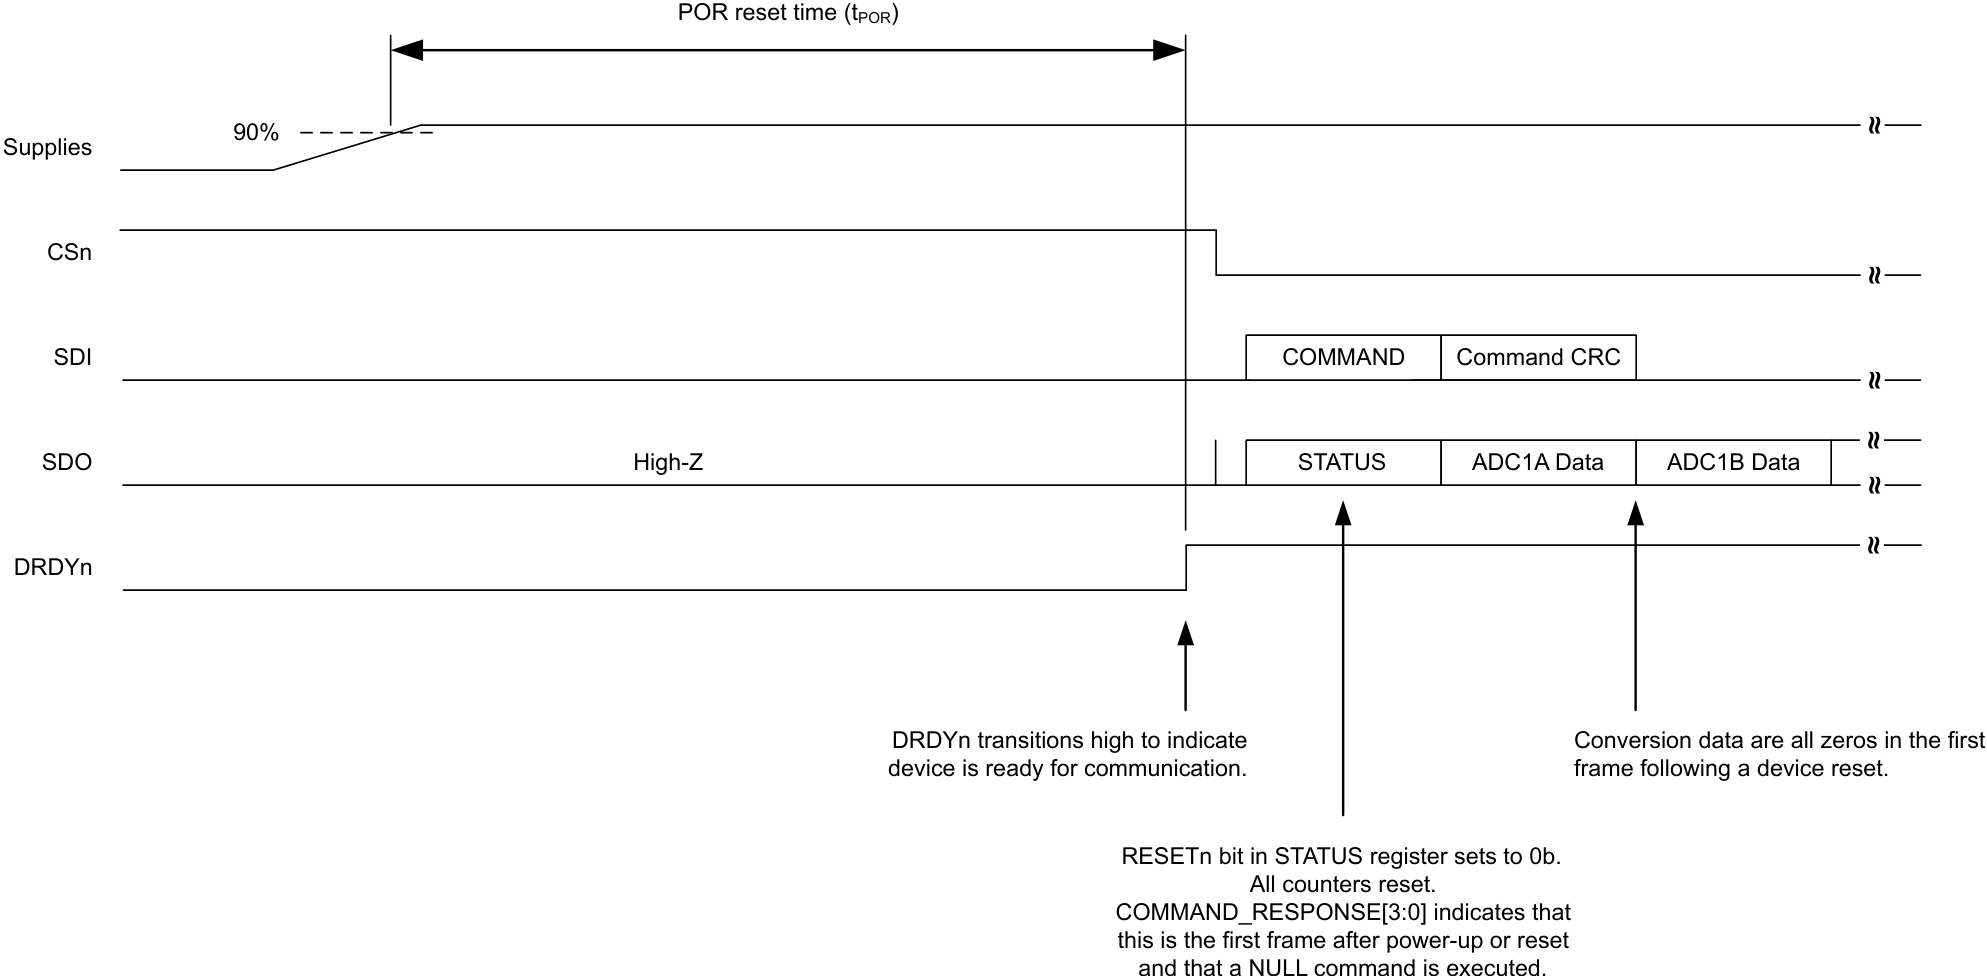 POR reset time (tPOR)
90%
Supplies
CSn
SDI
COMMAND
Command CRC
SDO
High-Z
STATUS
ADC1A Data
ADC1B Data
DRDYn
DRDYn transitions high to indicate
device is ready for communication.
Conversion data are all zeros in the first
frame following a device reset.
RESETn bit in STATUS register sets to 0b.
All counters reset.
COMMAND_RESPONSE[3:0] indicates that
this is the first frame after power-up or reset
and that a NULL command is executed.